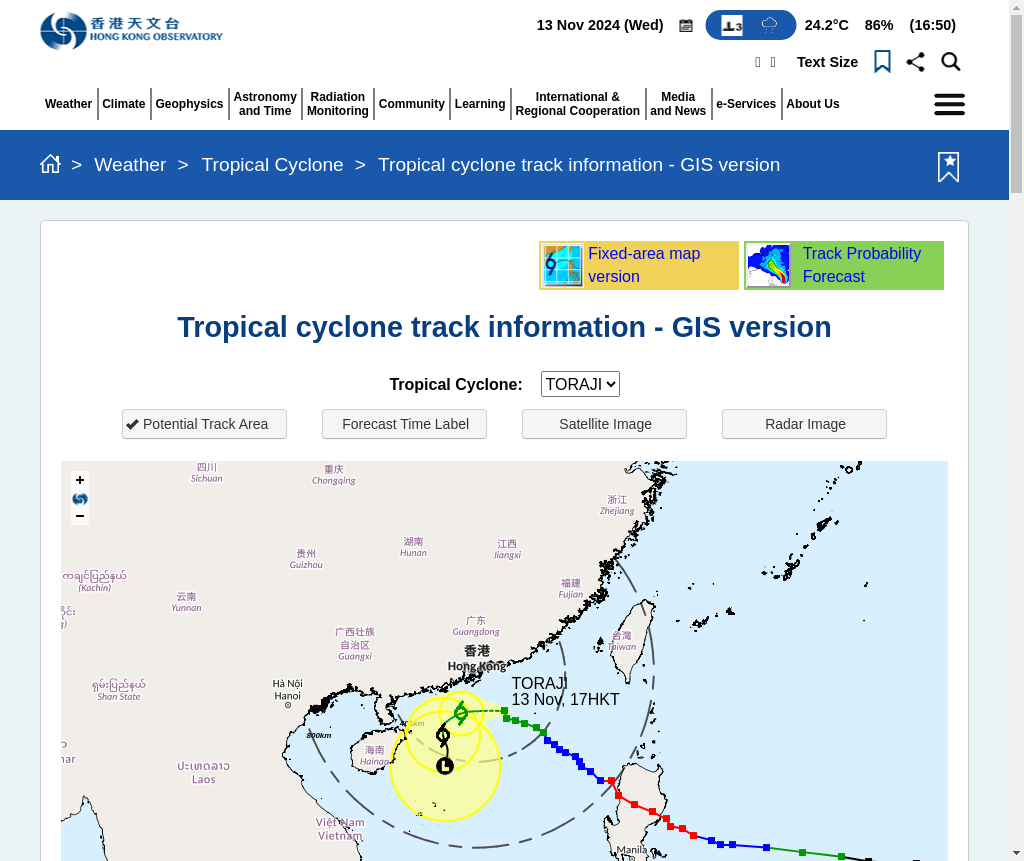 香港天文台
HONG KONG OBSERVATORY
13 Nov 2024 (Wed)
3
24.2°C 86% (16:50)
Text Size
Weather
Climate
Geophysics
Astronomy
and Time
Radiation
Monitoring
Community
Learning
International &
Regional Cooperation
Media
and News
e-Services
About Us
> Weather > Tropical Cyclone > Tropical cyclone track information - GIS version
Fixed-area map
version
Track Probability
Forecast
Tropical cyclone track information - GIS version
Tropical Cyclone: TORAJI
Potential Track Area
Forecast Time Label
Satellite Image
Radar Image
+
−
四川
Sichuan
重庆
Chongqing
浙江
Zhejiang
贵州
Guizhou
湖南
Hunan
江西
Jiangxi
ကချင်ပြည်နယ်
(Kachin)
云南
Yunnan
福建
Fujian
广东
Guangdong
广西壮族
自治区
Guangxi
台灣
Taiwan
香港
Hong Kong
ရှမ်းပြည်နယ်
Shan State
Hà Nội
Hanoi
TORAJI
13 Nov, 17HKT
800km
海南
Hainan
ປະເທດລາວ
Laos
Việt Nam
Vietnam
Manila